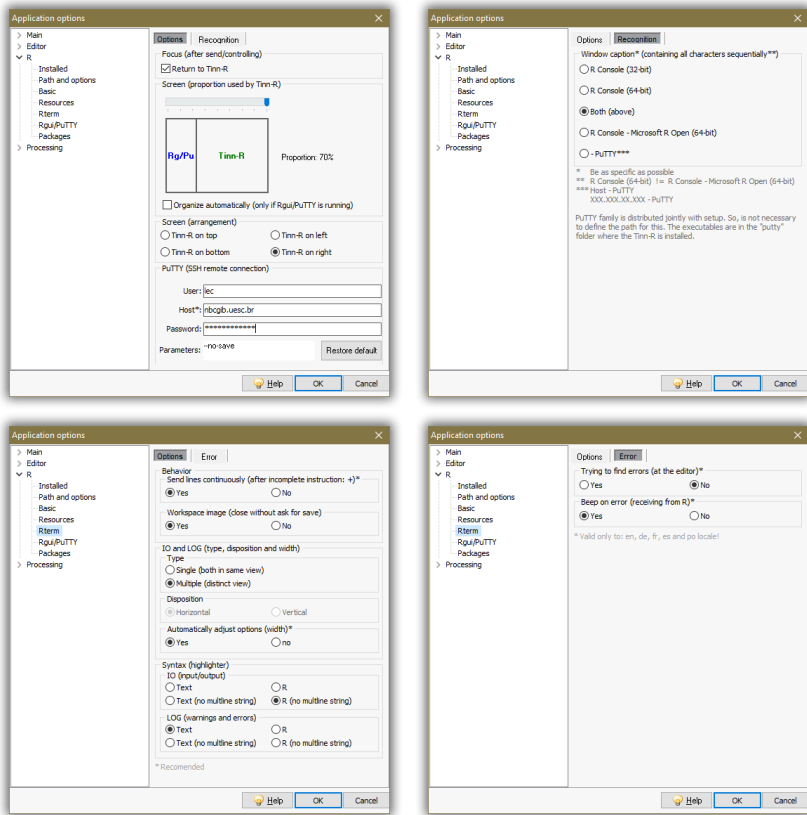 Application options
Main
Editor
R
Installed
Path and options
Basic
Resources
Rterm
Rgui/PuTTY
Packages
Processing
Options Recognition
Focus (after send/controlling)
Return to Tinn-R
Screen (proportion used by Tinn-R)
Rg/Pu Tinn-R Proportion: 70%
Organize automatically (only if Rgui/PuTTY is running)
Screen (arrangement)
Tinn-R on top Tinn-R on left
Tinn-R on bottom Tinn-R on right
PuTTY (SSH remote connection)
User: lec
Host*: nbcgib.uesc.br
Password: ************
Parameters: --no-save Restore default
Help OK Cancel
Application options
Main
Editor
R
Installed
Path and options
Basic
Resources
Rterm
Rgui/PuTTY
Packages
Processing
Options Recognition
Window caption* (containing all characters sequentially**)
R Console (32-bit)
R Console (64-bit)
Both (above)
R Console - Microsoft R Open (64-bit)
- PuTTY***
* Be as specific as possible
** R Console (64-bit) != R Console - Microsoft R Open (64-bit)
*** Host - PuTTY
XXX.XXX.XX.XXX - PuTTY
PuTTY family is distributed jointly with setup. So, is not necessary
to define the path for this. The executables are in the "putty"
folder where the Tinn-R is installed.
Help OK Cancel
Application options
Main
Editor
R
Installed
Path and options
Basic
Resources
Rterm
Rgui/PuTTY
Packages
Processing
Options Error
Behavior
Send lines continuously (after incomplete instruction: +)*
Yes No
Workspace image (close without ask for save)
Yes No
IO and LOG (type, disposition and width)
Type
Single (both in same view)
Multiple (distinct view)
Disposition
Horizontal Vertical
Automatically adjust options (width)*
Yes no
Syntax (highlighter)
IO (input/output)
Text R
Text (no multline string) R (no multline string)
LOG (warnings and errors)
Text R
Text (no multline string) R (no multline string)
* Recomended
Help OK Cancel
Application options
Main
Editor
R
Installed
Path and options
Basic
Resources
Rterm
Rgui/PuTTY
Packages
Processing
Options Error
Trying to find errors (at the editor)*
Yes No
Beep on error (receiving from R)*
Yes No
* Valid only to: en, de, fr, es and po locale!
Help OK Cancel